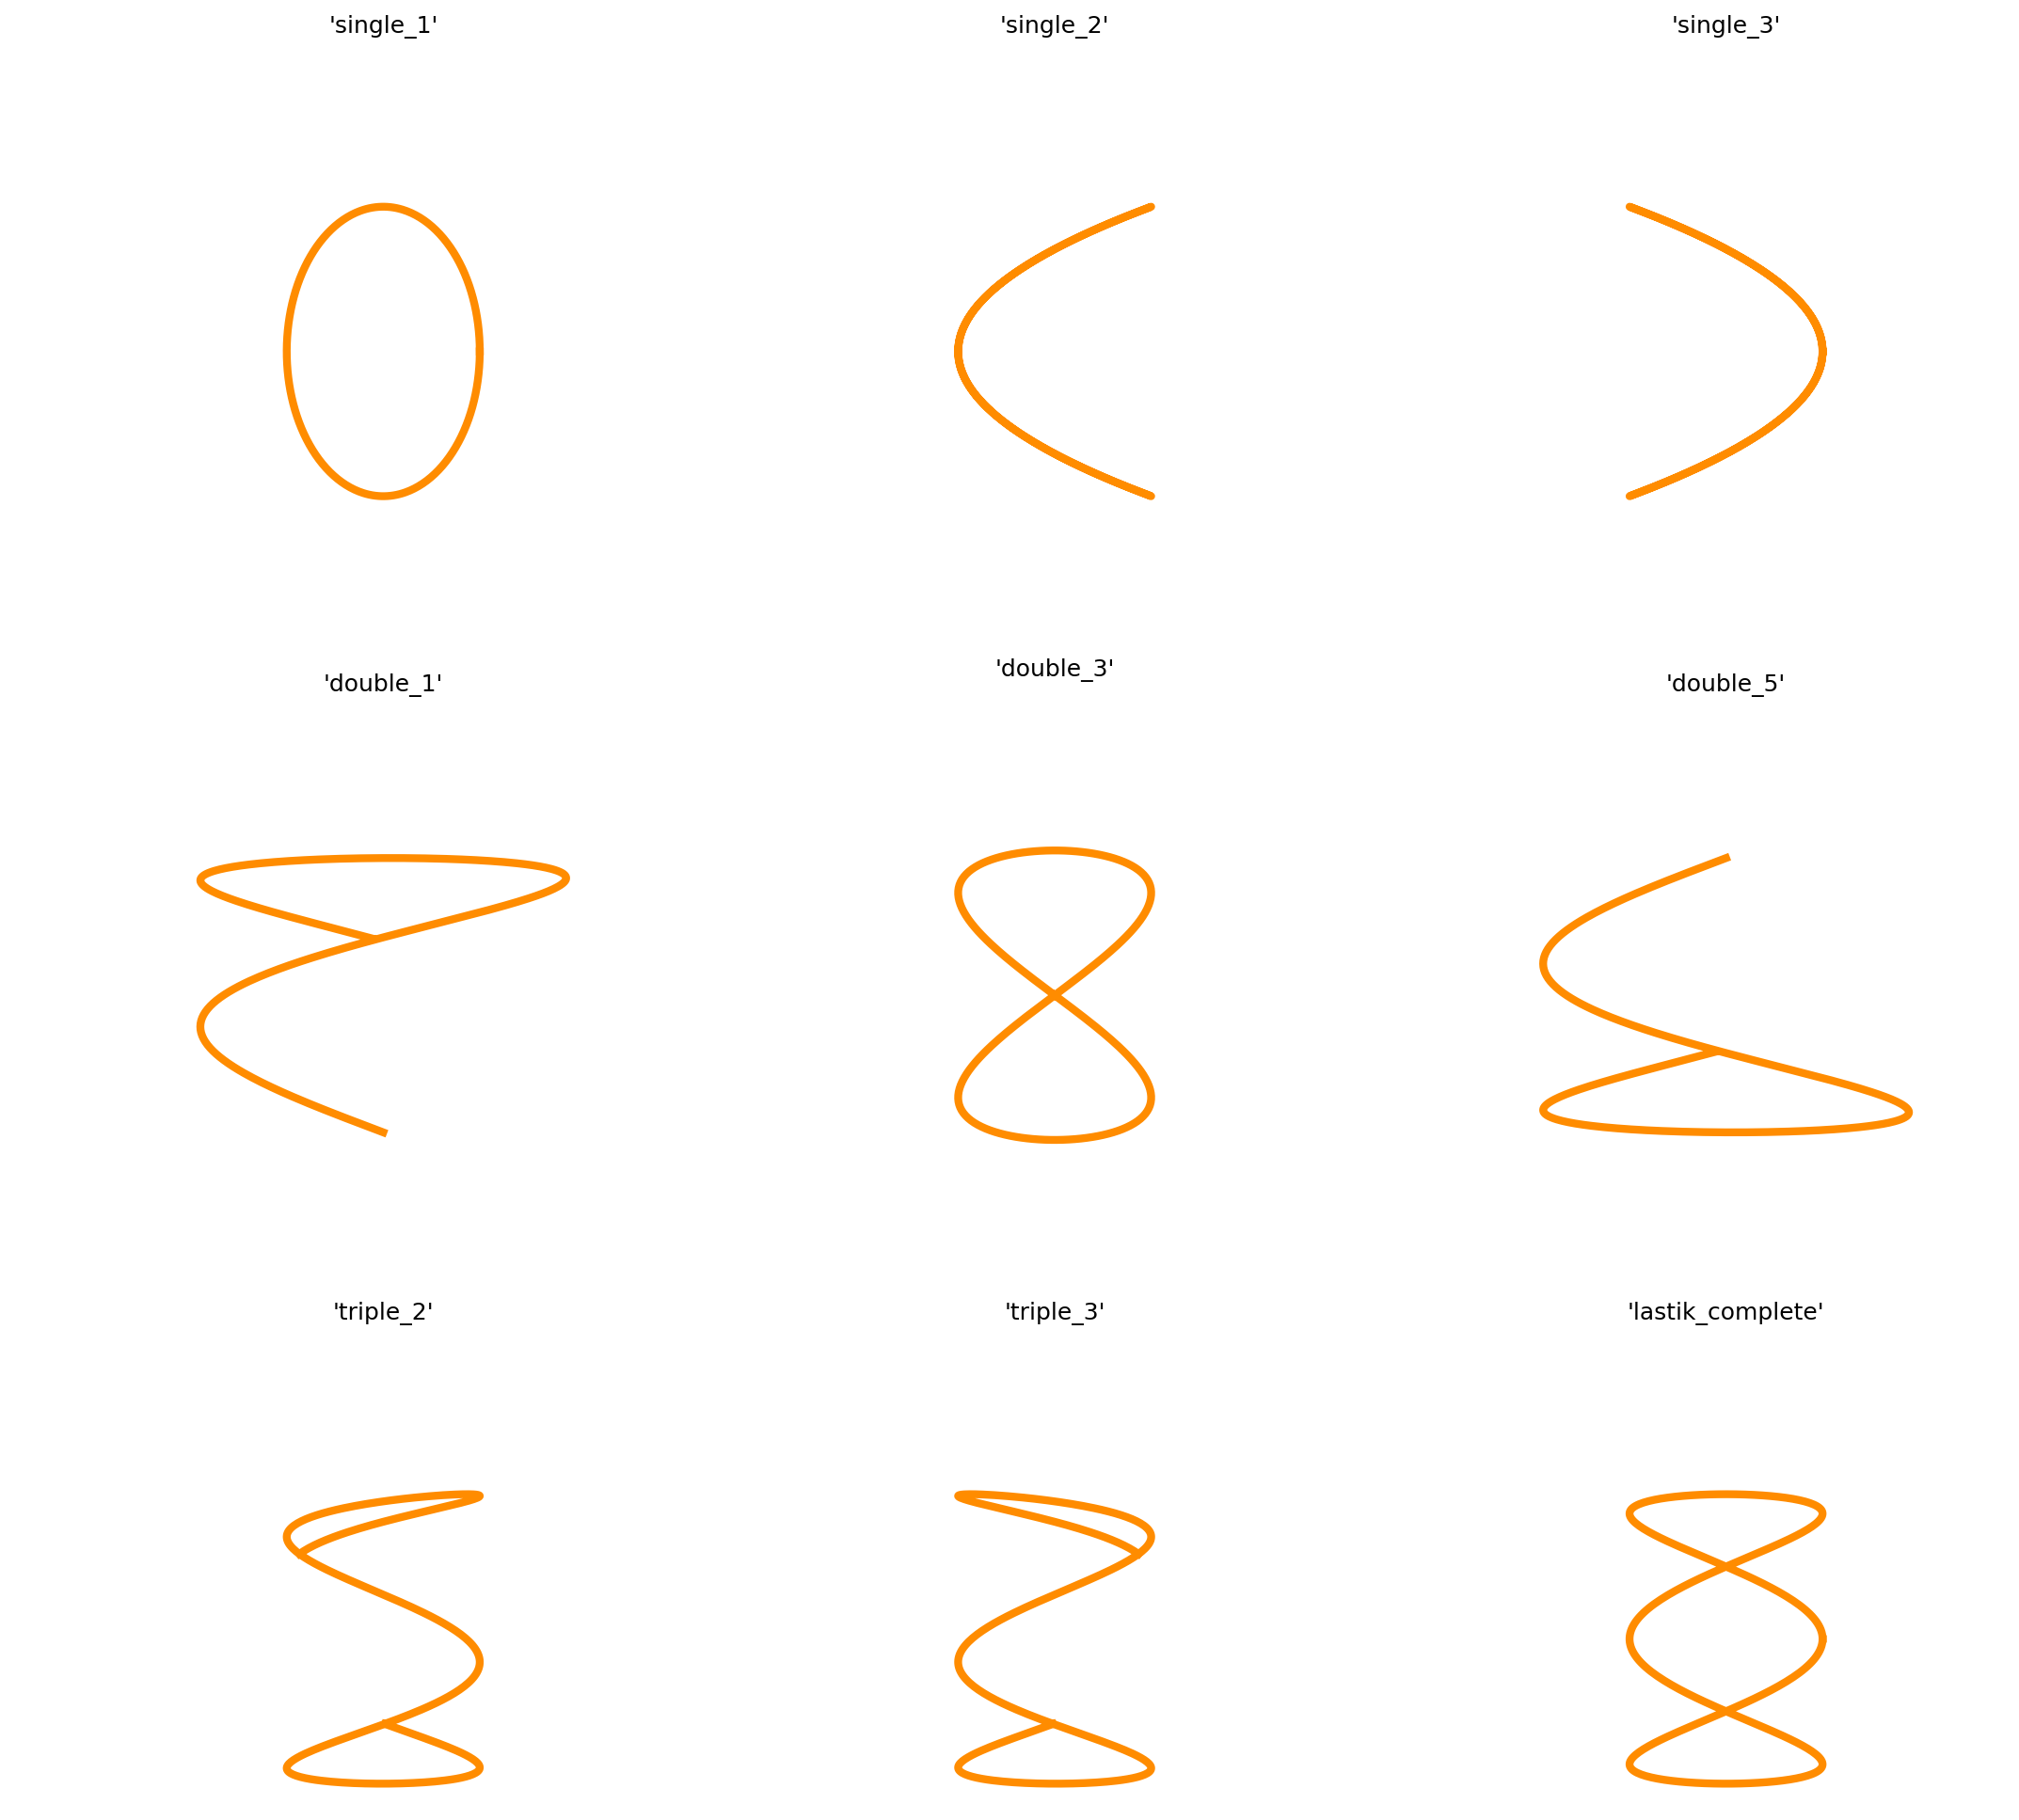 'single_1'
'single_2'
'single_3'
'double_1'
'double_3'
'double_5'
'triple_2'
'triple_3'
'lastik_complete'